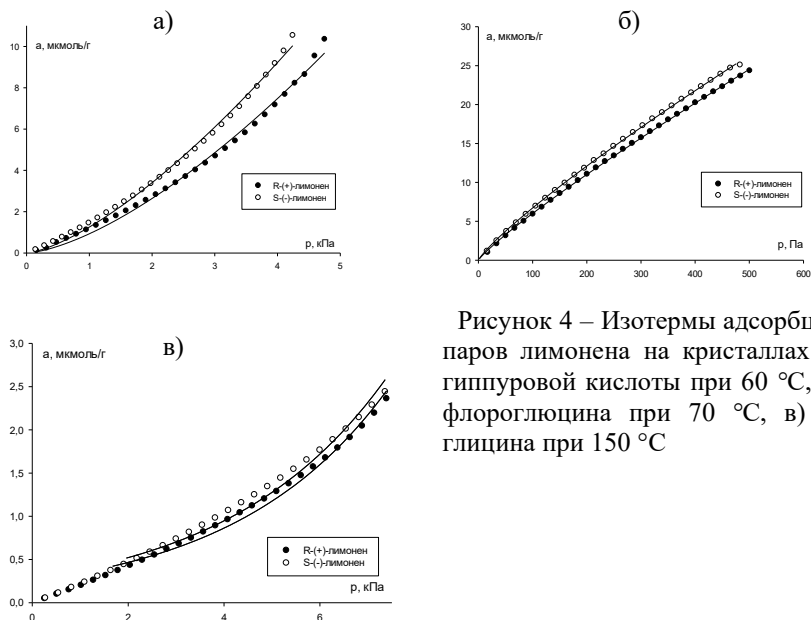 а)
а, мкмоль/г
10
8
6
4
2
0
0
1
2
3
4
5
R-(+)-лимонен
S-(-)-лимонен
р, кПа
б)
а, мкмоль/г
30
25
20
15
10
5
0
0
100
200
300
400
500
600
R-(+)-лимонен
S-(-)-лимонен
р, Па
в)
а, мкмоль/г
3,0
2,5
2,0
1,5
1,0
0,5
0,0
0
2
4
6
R-(+)-лимонен
S-(-)-лимонен
р, кПа
Рисунок 4 – Изотермы адсорбц
паров лимонена на кристаллах
гиппуровой кислоты при 60 °С,
флороглюцина при 70 °С, в)
глицина при 150 °С